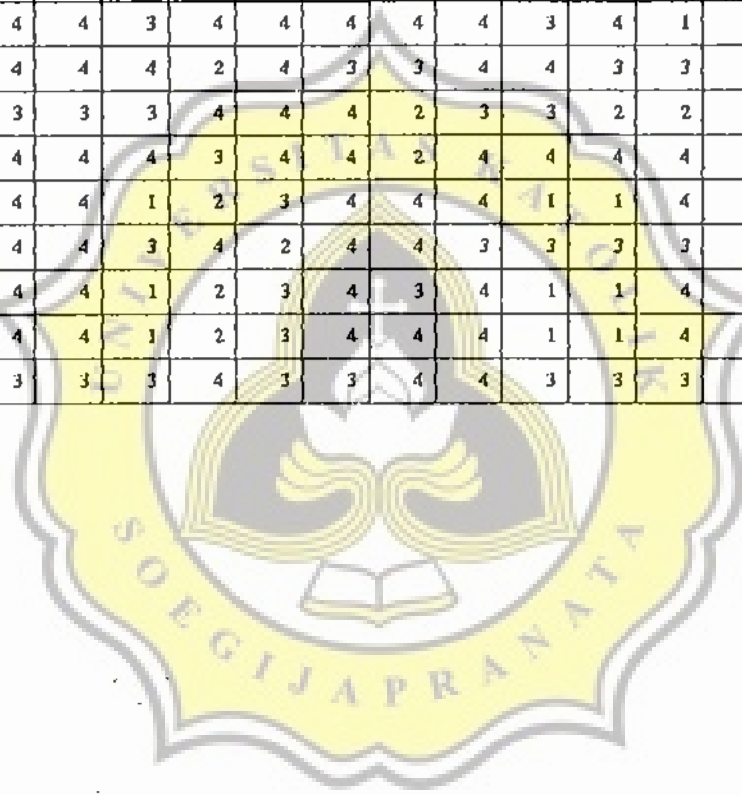 4 4 3 4 4 4 4 4 3 4 1
4 4 4 2 4 3 3 4 4 3 3
3 3 3 4 4 4 2 3 3 2 2
4 4 4 3 4 4 2 4 4 4 4
4 4 1 2 3 4 4 4 1 1 4
4 4 3 4 2 4 4 3 3 3 3
4 4 1 2 3 4 3 4 1 1 4
4 4 1 2 3 4 4 4 1 1 4
3 3 3 4 3 3 4 4 3 3 3
UNIVERSITAS KATOLIK
SOEGIJAPRANATA